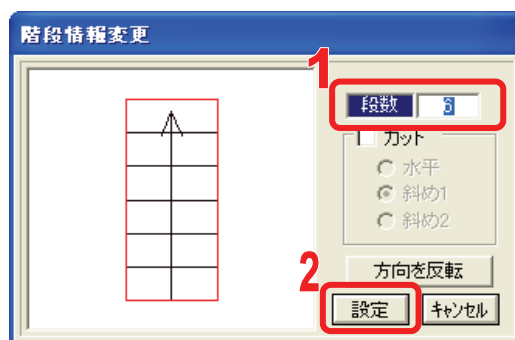 階段情報変更
1
段数 6
カット
水平
斜め1
斜め2
方向を反転
2
設定 キャンセル